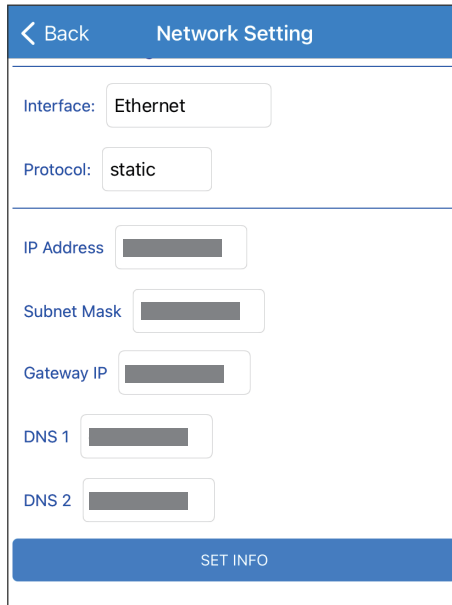 Back Network Setting
Interface: Ethernet
Protocol: static
IP Address
Subnet Mask
Gateway IP
DNS 1
DNS 2
SET INFO